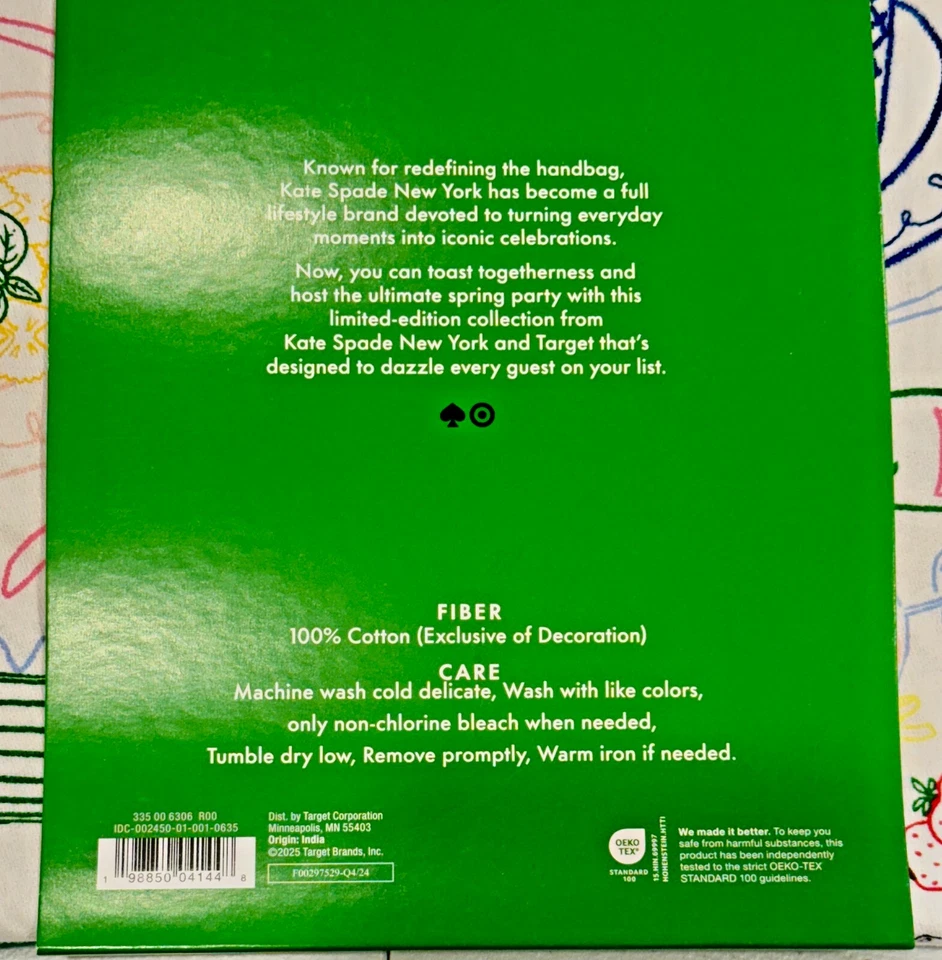 Known for redefining the handbag,
Kate Spade New York has become a full
lifestyle brand devoted to turning everyday
moments into iconic celebrations.
Now, you can toast togetherness and
host the ultimate spring party with this
limited-edition collection from
Kate Spade New York and Target that's
designed to dazzle every guest on your list.
FIBER
100% Cotton (Exclusive of Decoration)
CARE
Machine wash cold delicate, Wash with like colors,
only non-chlorine bleach when needed,
Tumble dry low, Remove promptly, Warm iron if needed.
335 00 6306 R00
IDC-002450-01-001-0635
1 98850 04144 8
Dist. by Target Corporation
Minneapolis, MN 55403
Origin: India
©2025 Target Brands, Inc.
F00297529-Q4/24
OEKO
TEX®
STANDARD
100
15.HIN.69997
HOHENSTEIN.HTTI
We made it better. To keep you
safe from harmful substances, this
product has been independently
tested to the strict OEKO-TEX
STANDARD 100 guidelines.